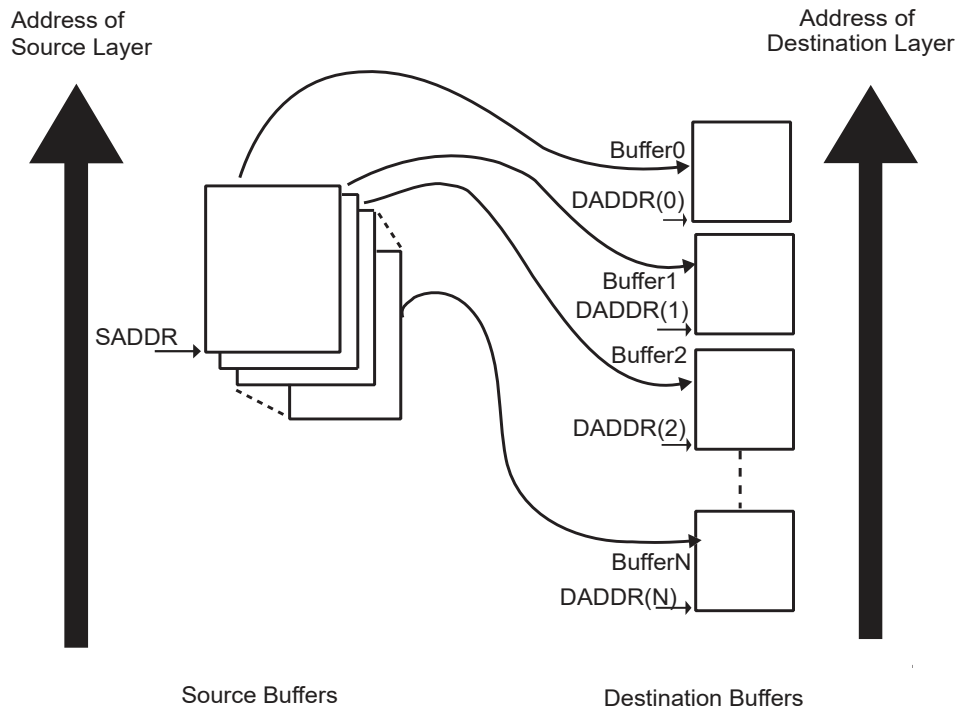 Address of
Source Layer
Address of
Destination Layer
Buffer0
DADDR(0)
Buffer1
DADDR(1)
SADDR
Buffer2
DADDR(2)
BufferN
DADDR(N)
Source Buffers
Destination Buffers